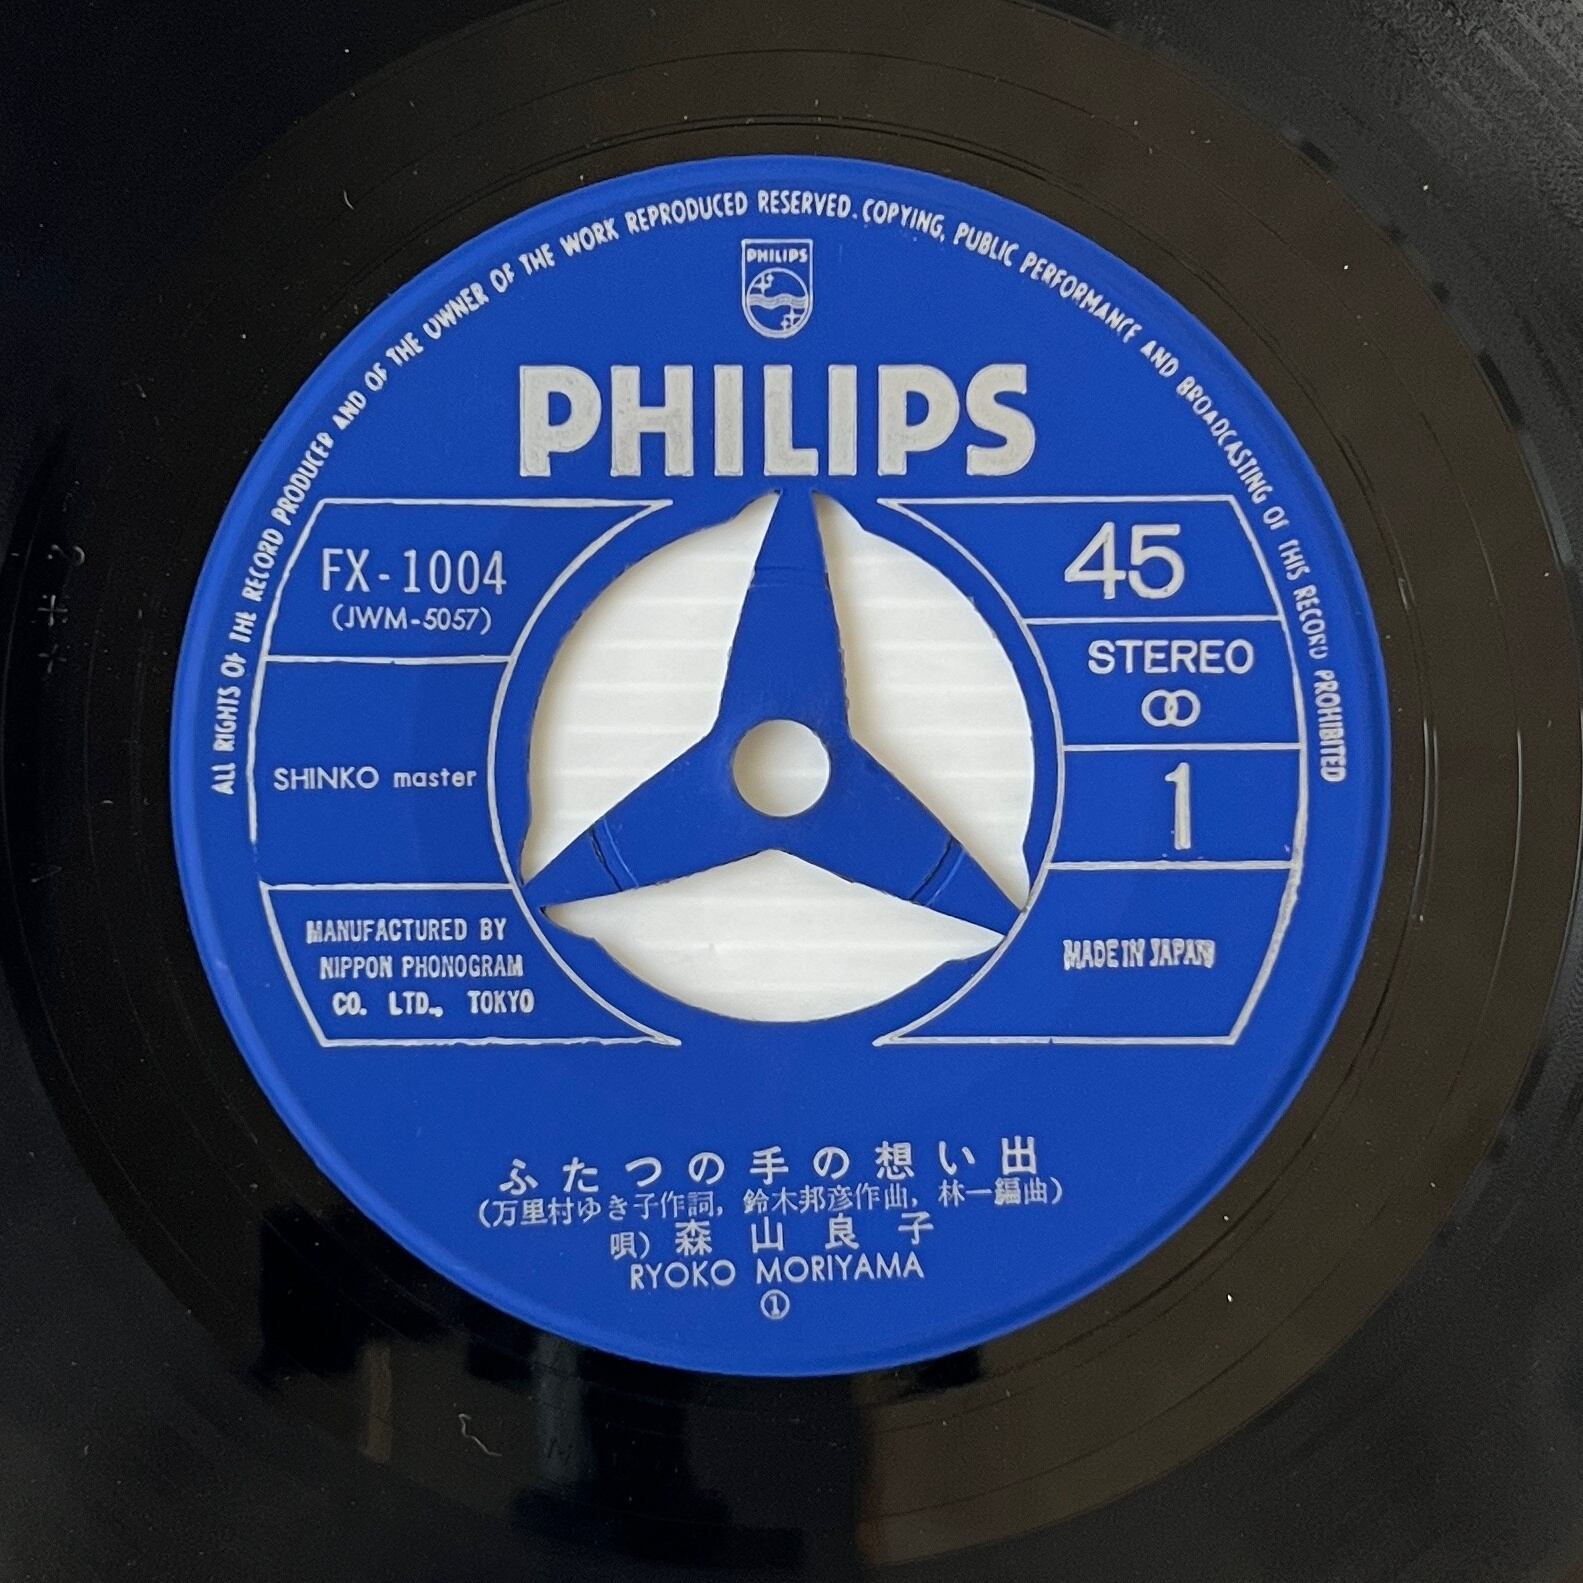 ALL RIGHTS OF THE RECORD PRODUCER AND OF THE OWNER OF THE WORK REPRODUCED RESERVED. COPYING, PUBLIC PERFORMANCE AND BROADCASTING OF THIS RECORD PROHIBITED
PHILIPS
PHILIPS
FX-1004
(JWM-5057)
SHINKO master
MANUFACTURED BY
NIPPON PHONOGRAM
CO. LTD., TOKYO
45
STEREO
1
MADE IN JAPAN
ふたつの手の想い出
(万里村ゆき子作詞, 鈴木邦彦作曲, 林一編曲)
唄) 森山良子
RYOKO MORIYAMA
①